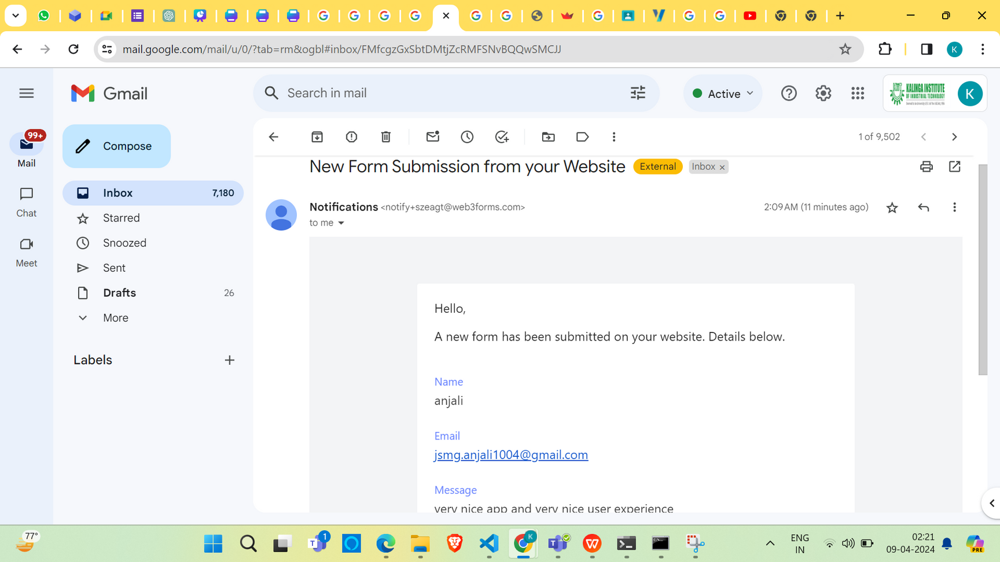 mail.google.com/mail/u/0/?tab=rm&ogbl#inbox/FMfcgzGxSbtDMtjZcRMFSNvBQQwSMCJJ
K
Gmail
Search in mail
Active
KALINGA INSTITUTE
OF INDUSTRIAL TECHNOLOGY
K
99+
Mail
Chat
Meet
Compose
Inbox 7,180
Starred
Snoozed
Sent
Drafts 26
More
Labels
1 of 9,502
New Form Submission from your Website External Inbox ×
Notifications <notify+szeagt@web3forms.com> 2:09 AM (11 minutes ago)
to me
Hello,
A new form has been submitted on your website. Details below.
Name
anjali
Email
jsmg.anjali1004@gmail.com
Message
very nice app and very nice user experience
77°
1
T
K
T
W
PRE
ENG
IN
02:21
09-04-2024